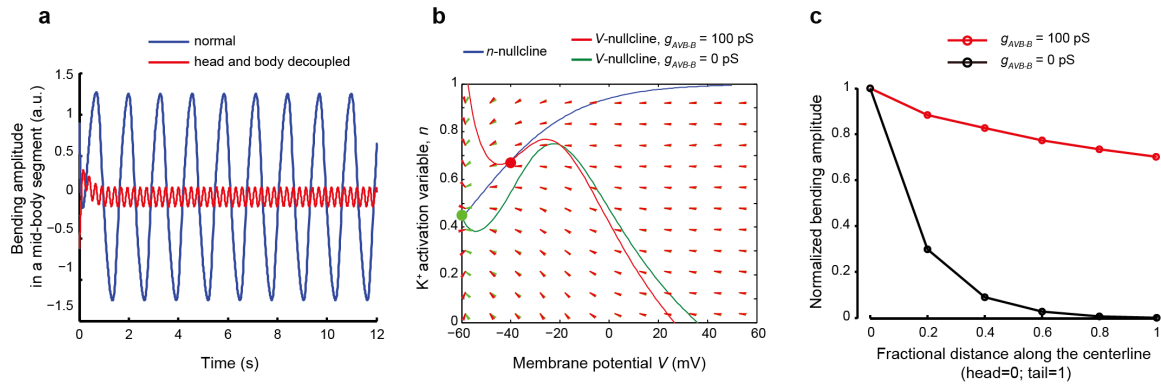 a
normal
head and body decoupled
1.5
1
0.5
0
−0.5
−1
−1.5
Bending amplitude
in a mid-body segment (a.u.)
0 2 4 6 8 10 12
Time (s)
b
n-nullcline
V-nullcline, gAVB-B = 100 pS
V-nullcline, gAVB-B = 0 pS
1
0.8
0.6
0.4
0.2
0
K+ activation variable, n
−60 −40 −20 0 20 40 60
Membrane potential V (mV)
c
gAVB-B = 100 pS
gAVB-B = 0 pS
1
0.8
0.6
0.4
0.2
0
Normalized bending amplitude
0 0.2 0.4 0.6 0.8 1
Fractional distance along the centerline
(head=0; tail=1)